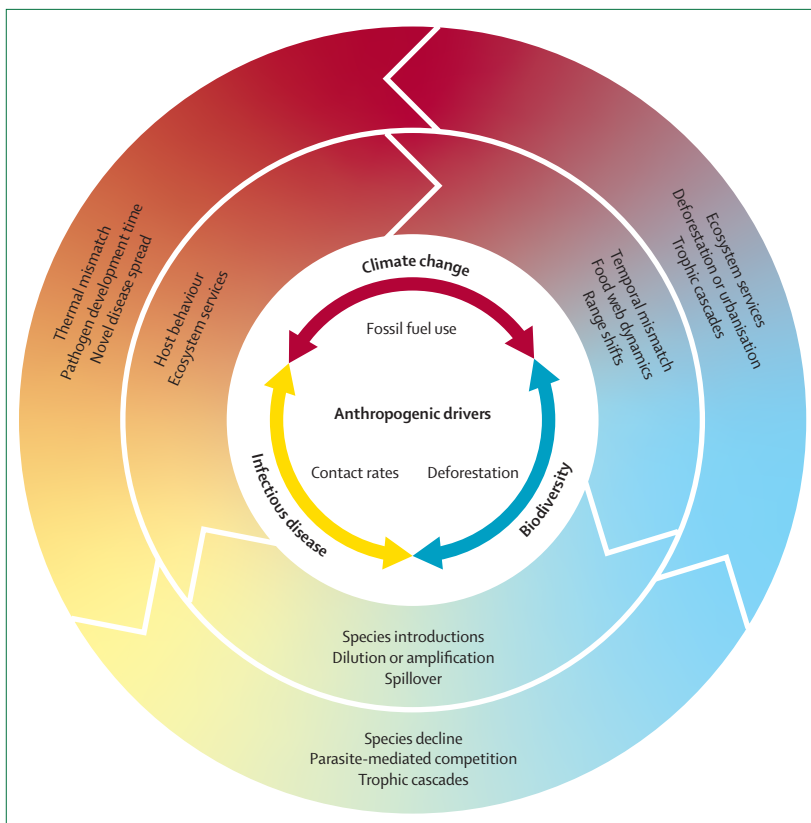 Thermal mismatch
Pathogen development time
Novel disease spread
Host behaviour
Ecosystem services
Climate change
Fossil fuel use
Anthropogenic drivers
Contact rates
Deforestation
Infectious disease
Biodiversity
Temporal mismatch
Food web dynamics
Range shifts
Ecosystem services
Deforestation or urbanisation
Trophic cascades
Species introductions
Dilution or amplification
Spillover
Species decline
Parasite-mediated competition
Trophic cascades